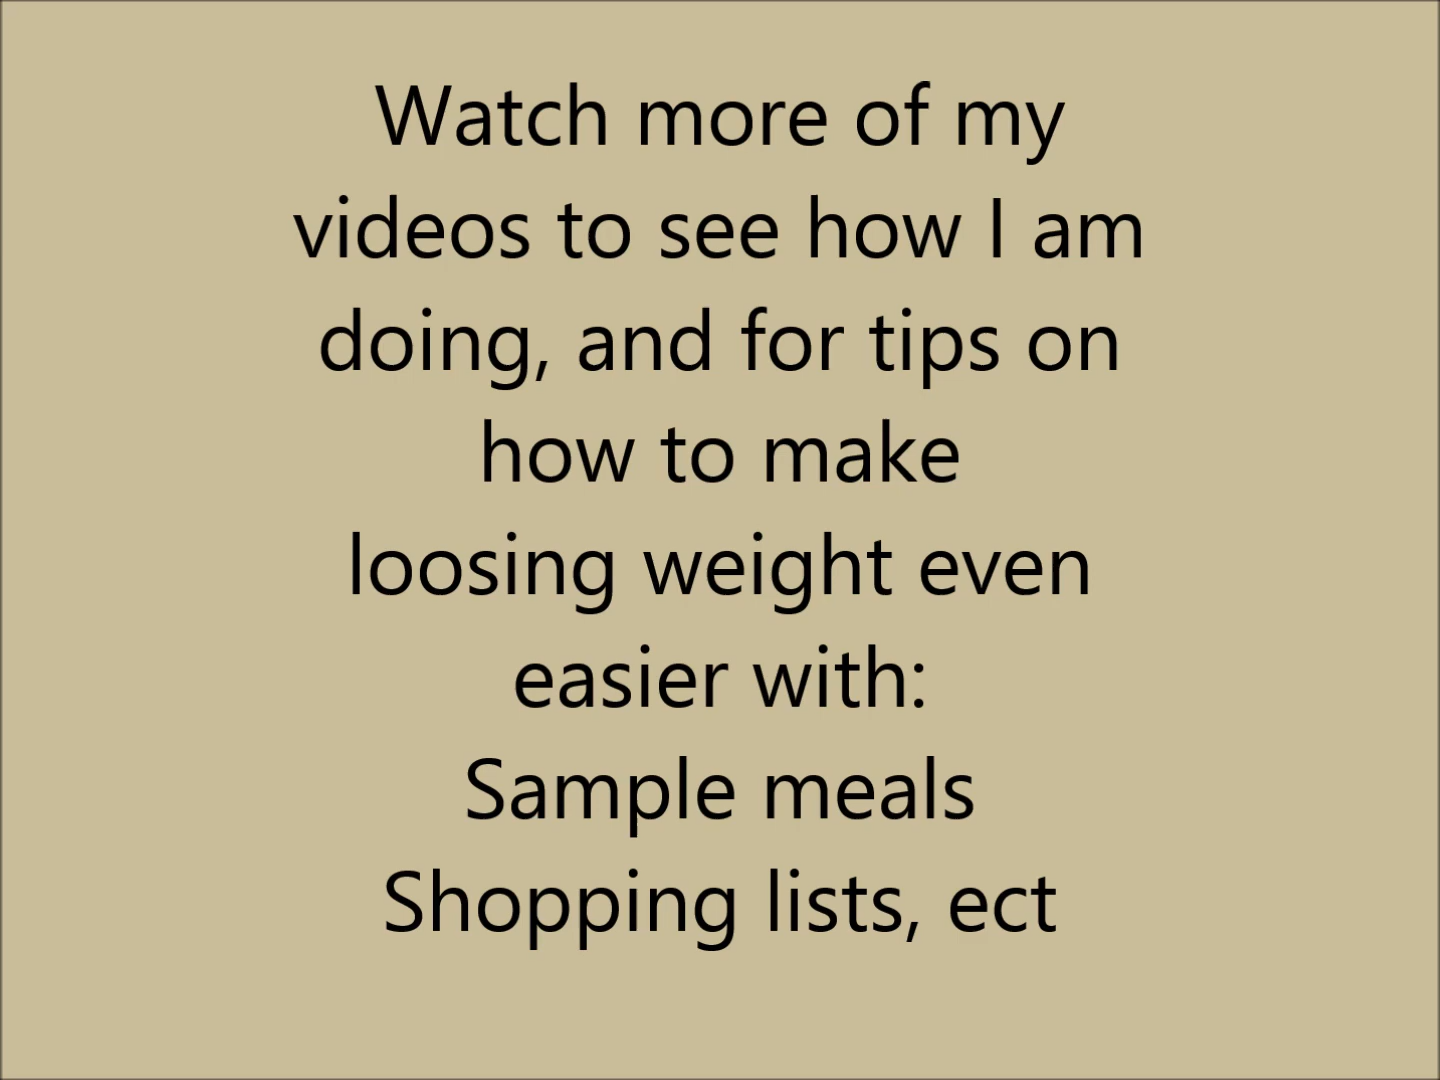 Watch more of my
videos to see how I am
doing, and for tips on
how to make
loosing weight even
easier with:
Sample meals
Shopping lists, ect